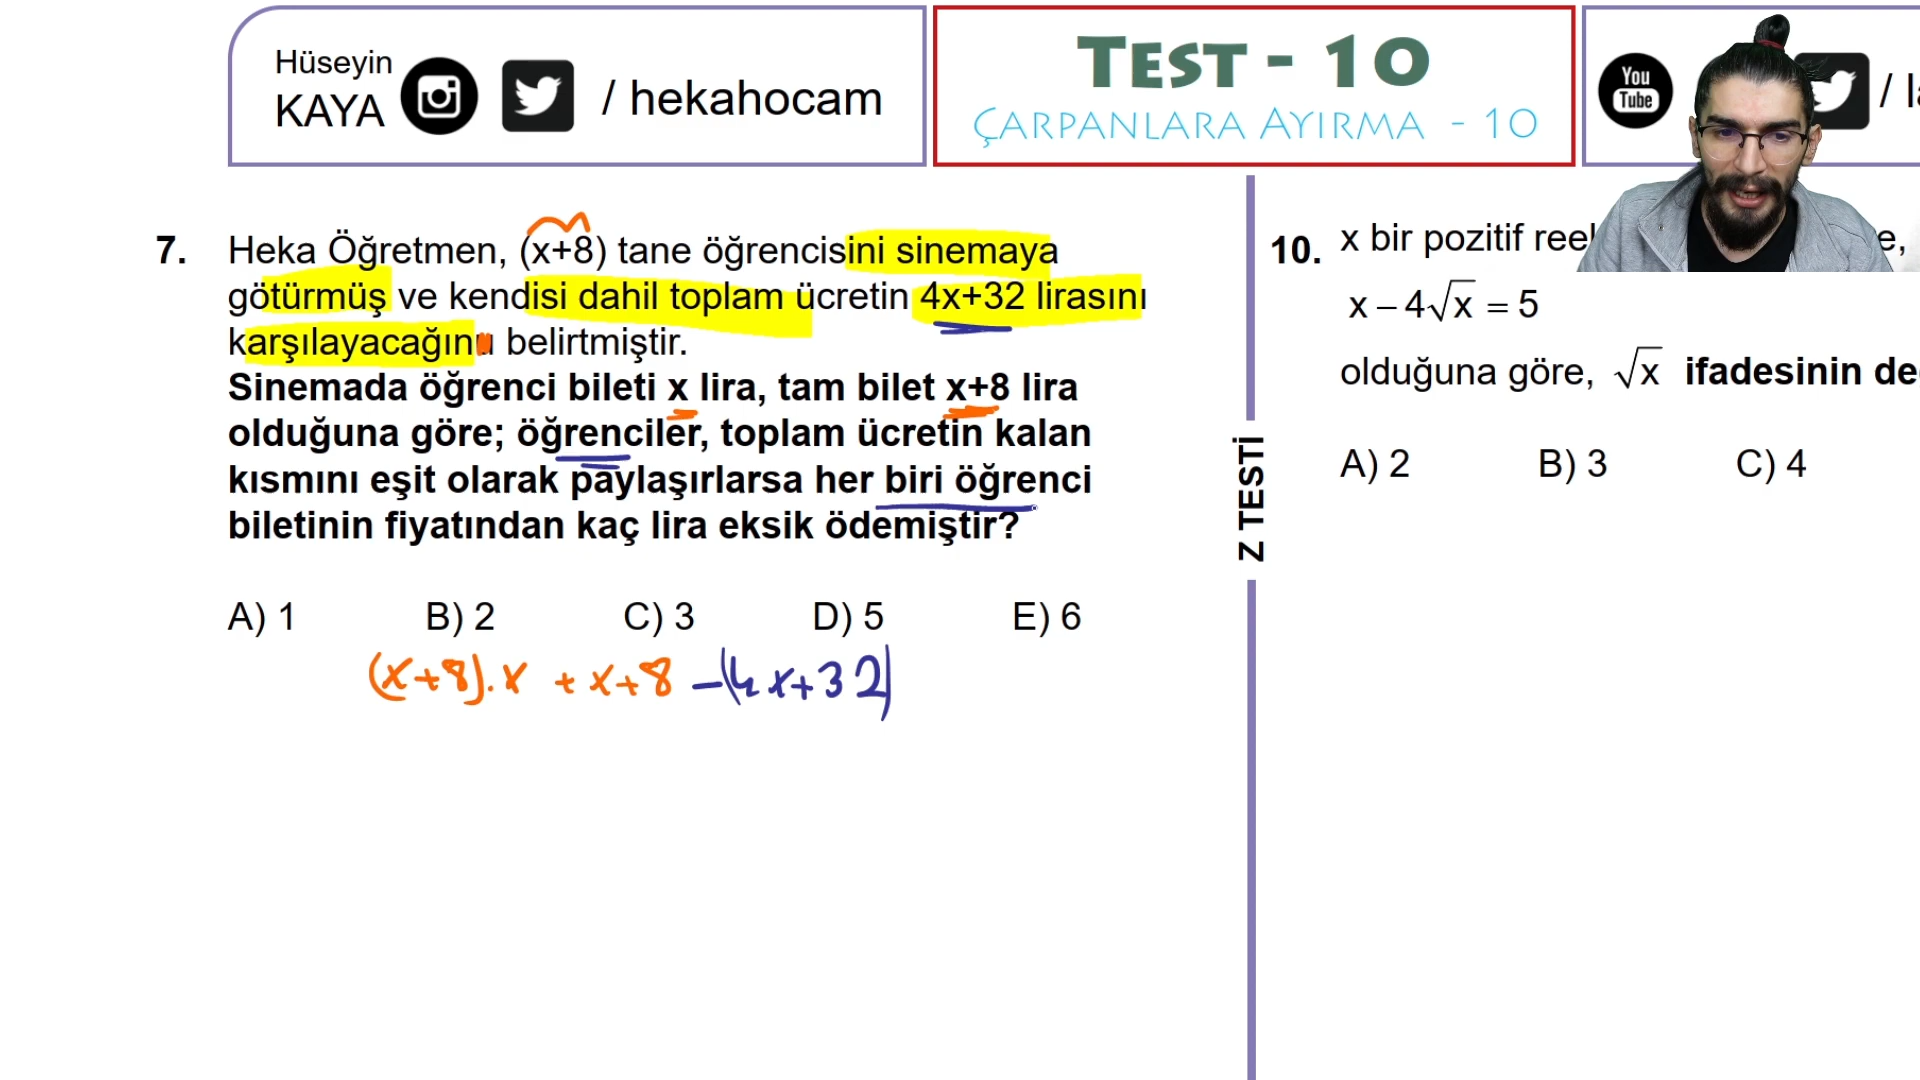 Hüseyin
KAYA
/ hekahocam
TEST - 10
ÇARPANLARA AYIRMA - 10
You
Tube
/ l
7. Heka Öğretmen, (x+8) tane öğrencisini sinemaya
götürmüş ve kendisi dahil toplam ücretin 4x+32 lirasını
karşılayacağını belirtmiştir.
Sinemada öğrenci bileti x lira, tam bilet x+8 lira
olduğuna göre; öğrenciler, toplam ücretin kalan
kısmını eşit olarak paylaşırlarsa her biri öğrenci
biletinin fiyatından kaç lira eksik ödemiştir?
A) 1 B) 2 C) 3 D) 5 E) 6
(x+8).x + x+8 -(4x+32)
Z TESTİ
10. x bir pozitif reel
e,
x – 4√x = 5
olduğuna göre, √x ifadesinin de
A) 2 B) 3 C) 4